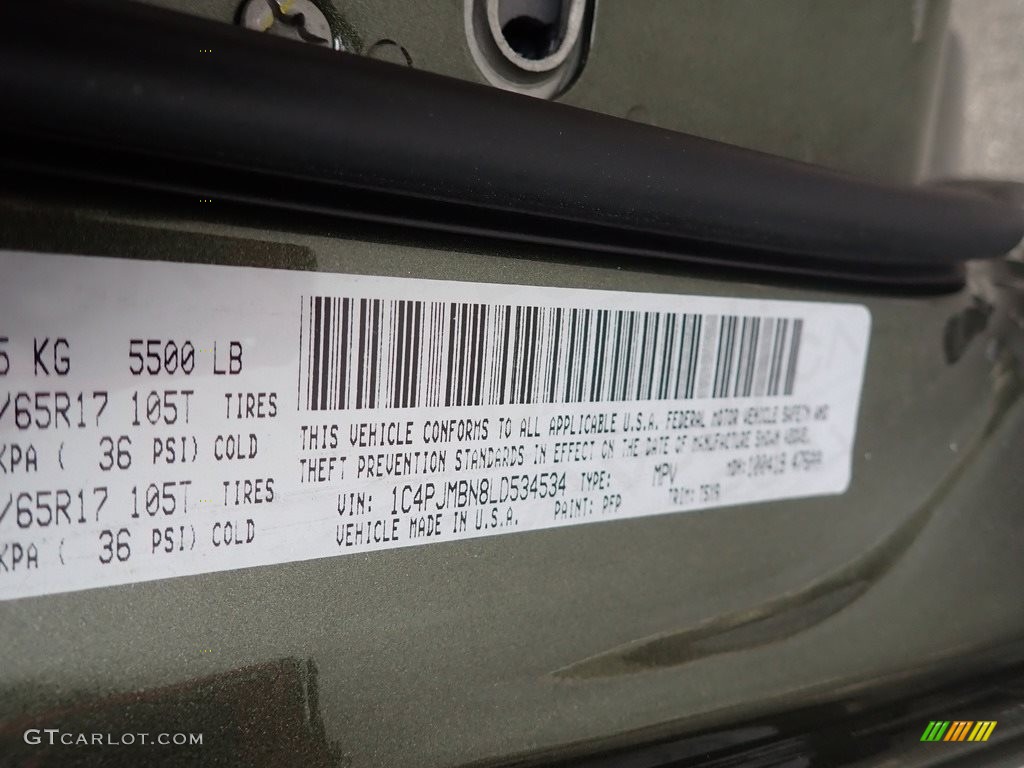 5 KG 5500 LB
/65R17 105T TIRES
KPA ( 36 PSI) COLD
/65R17 105T TIRES
KPA ( 36 PSI) COLD
THIS VEHICLE CONFORMS TO ALL APPLICABLE U.S.A. FEDERAL MOTOR VEHICLE SAFETY AND
THEFT PREVENTION STANDARDS IN EFFECT ON THE DATE OF MANUFACTURE SHOWN ABOVE.
VIN: 1C4PJMBN8LD534534 TYPE: MPV
VEHICLE MADE IN U.S.A. PAINT: PFP TRIM:
GTCARLOT.COM